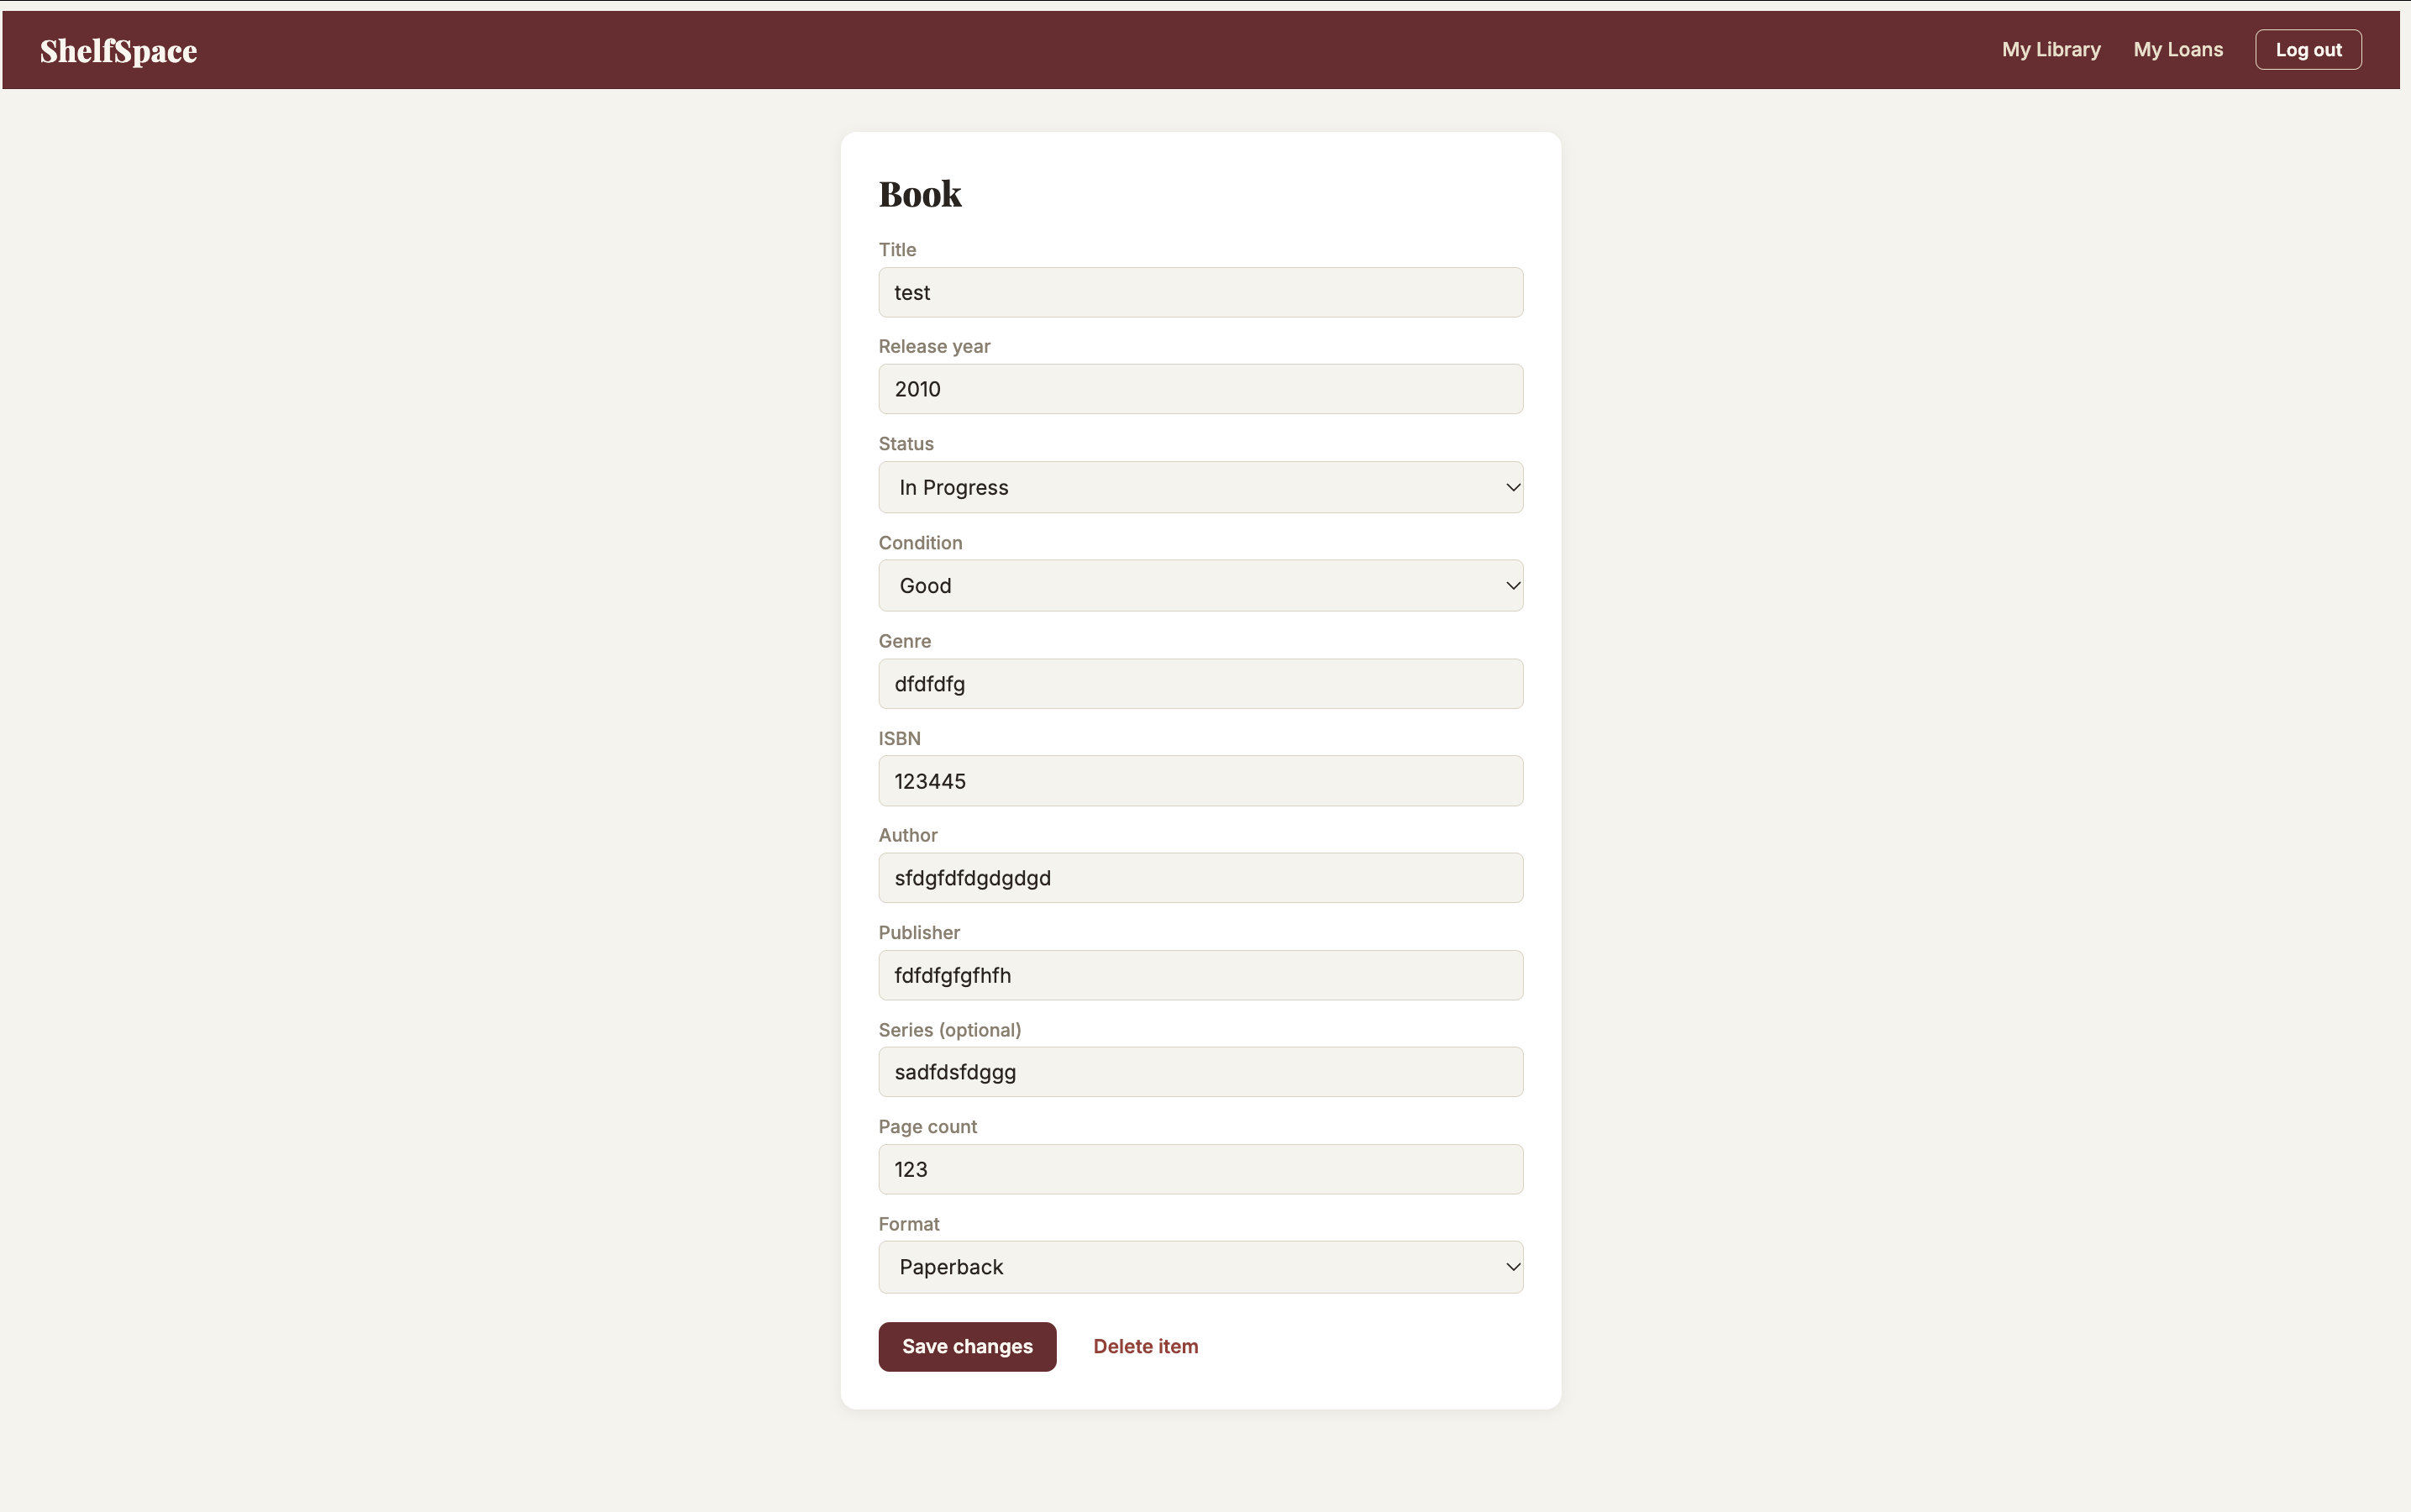 ShelfSpace
My Library
My Loans
Log out
Book
Title
test
Release year
2010
Status
In Progress
Condition
Good
Genre
dfdfdfg
ISBN
123445
Author
sfdgfdfdgdgdgd
Publisher
fdfdfgfgfhfh
Series (optional)
sadfdsfdggg
Page count
123
Format
Paperback
Save changes
Delete item